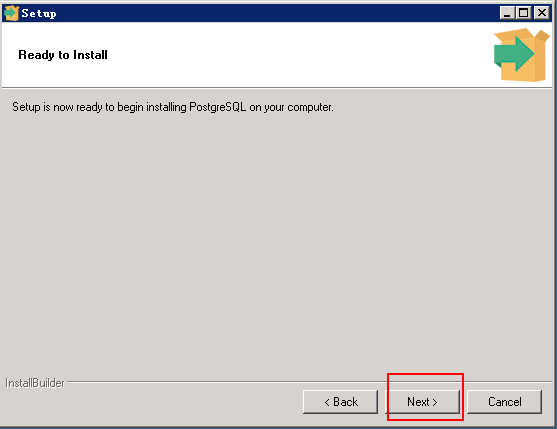 Setup
Ready to Install
Setup is now ready to begin installing PostgreSQL on your computer.
InstallBuilder
< Back
Next >
Cancel